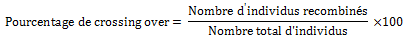 Pourcentage de crossing over = Nombre d'individus recombinés / Nombre total d'individus ×100